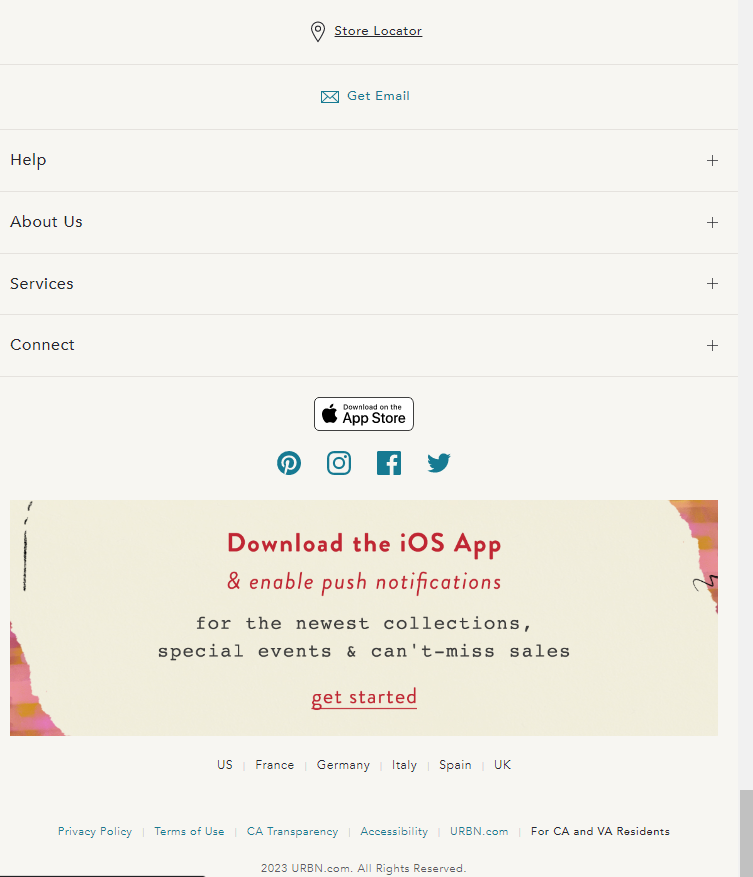 Store Locator
Get Email
Help
About Us
Services
Connect
Download on the
App Store
Download the iOS App
& enable push notifications
for the newest collections,
special events & can't-miss sales
get started
US | France | Germany | Italy | Spain | UK
Privacy Policy | Terms of Use | CA Transparency | Accessibility | URBN.com | For CA and VA Residents
2023 URBN.com. All Rights Reserved.